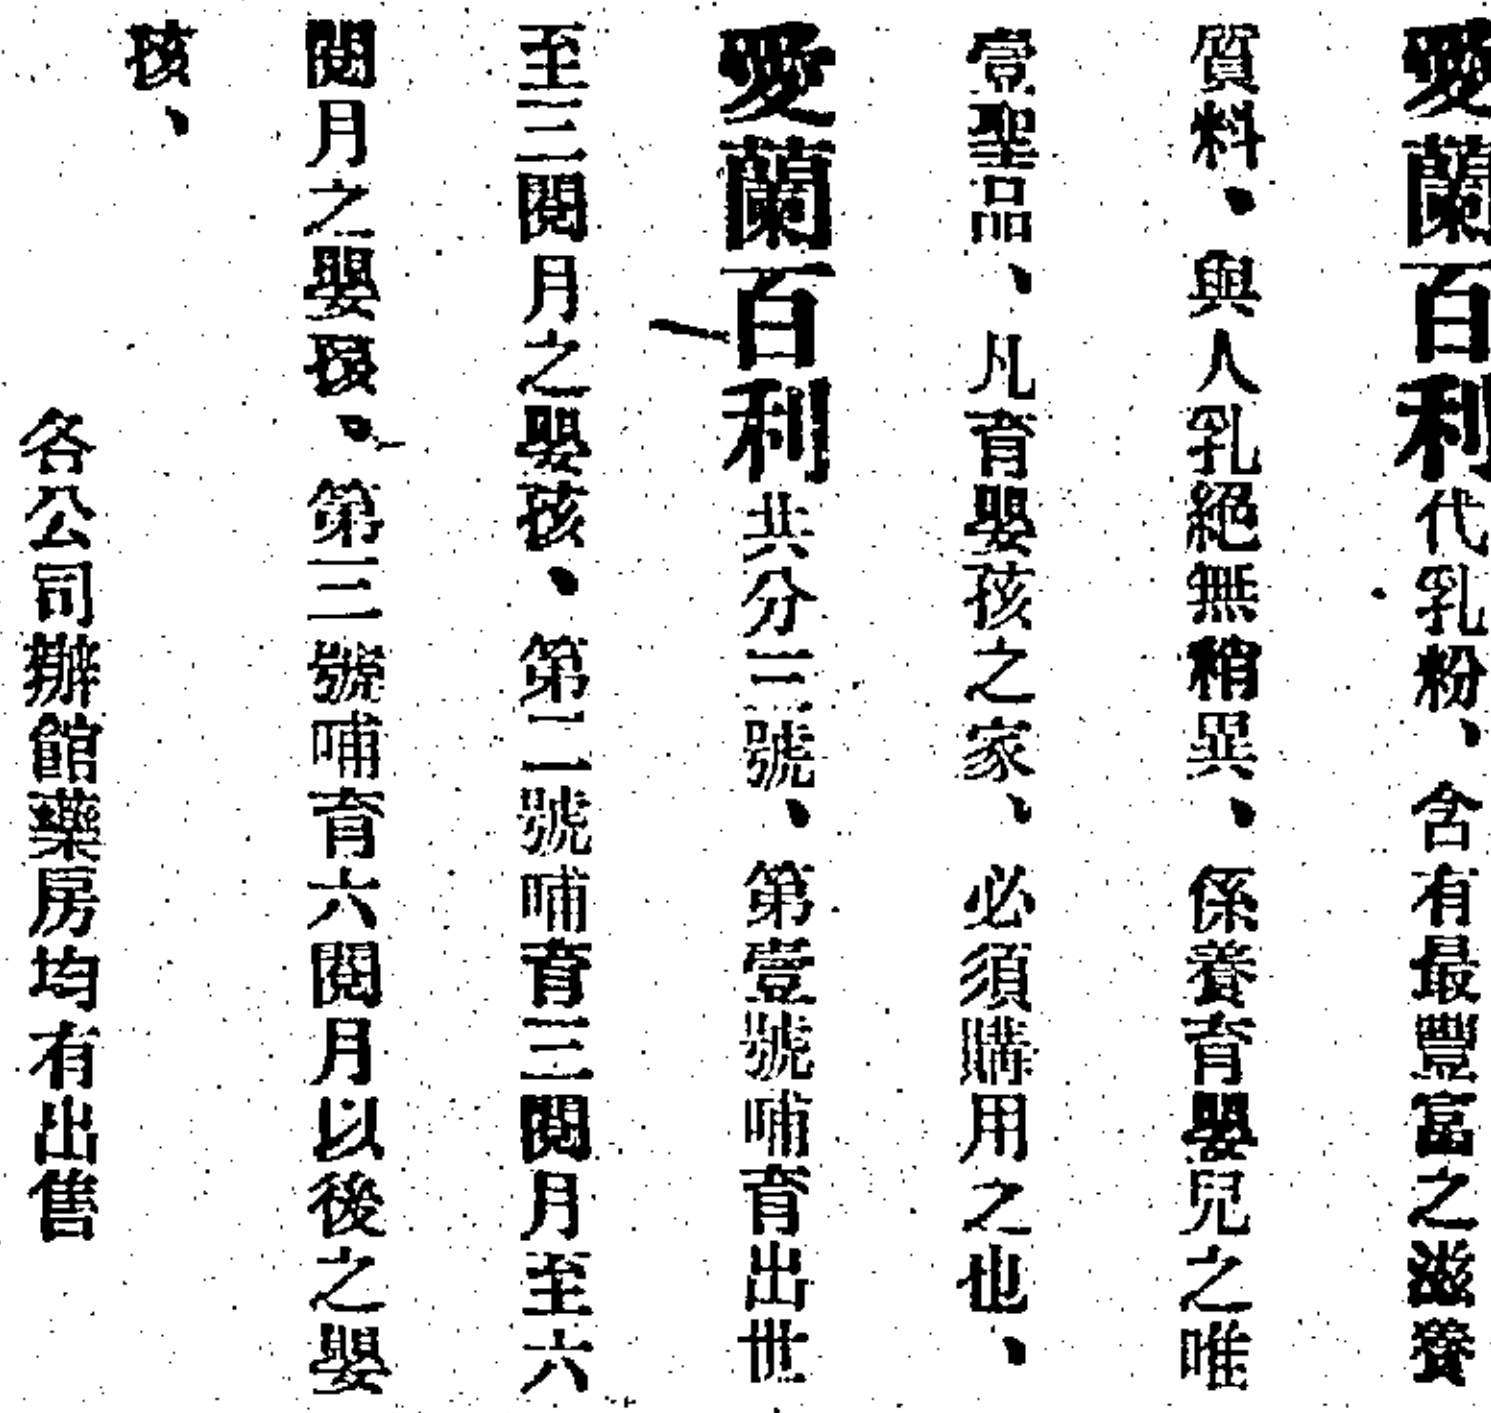 愛蘭百利代乳粉、含有最豐富之滋養
質料、與人乳絕無稍異、係養育嬰兒之唯
壹聖品、凡育嬰孩之家、必須購用之也、
愛蘭百利共分三號、第壹號哺育出世
至三閱月之嬰孩、第二號哺育三閱月至六
閱月之嬰孩、第三號哺育六閱月以後之嬰
孩、
各公司辦館藥房均有出售